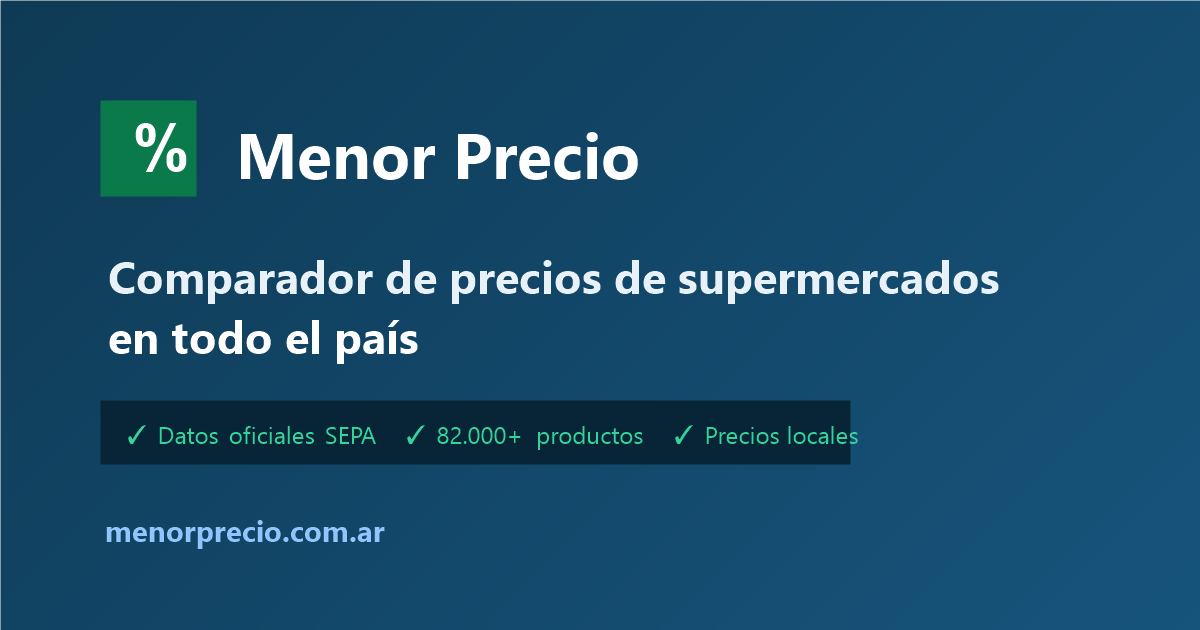 %
Menor Precio
Comparador de precios de supermercados
en todo el país
✓ Datos oficiales SEPA ✓ 82.000+ productos ✓ Precios locales
menorprecio.com.ar